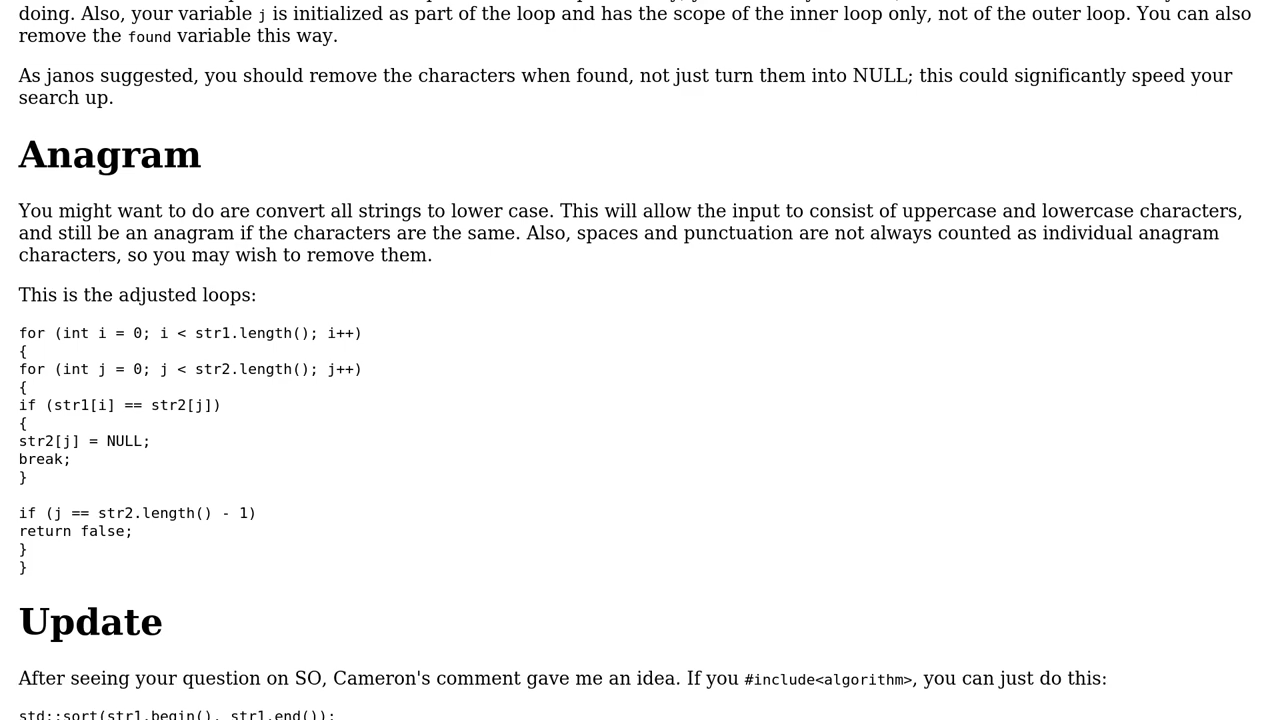 doing. Also, your variable j is initialized as part of the loop and has the scope of the inner loop only, not of the outer loop. You can also
remove the found variable this way.
As janos suggested, you should remove the characters when found, not just turn them into NULL; this could significantly speed your
search up.
Anagram
You might want to do are convert all strings to lower case. This will allow the input to consist of uppercase and lowercase characters,
and still be an anagram if the characters are the same. Also, spaces and punctuation are not always counted as individual anagram
characters, so you may wish to remove them.
This is the adjusted loops:
for (int i = 0; i < str1.length(); i++)
{
for (int j = 0; j < str2.length(); j++)
{
if (str1[i] == str2[j])
{
str2[j] = NULL;
break;
}
if (j == str2.length() - 1)
return false;
}
}
Update
After seeing your question on SO, Cameron's comment gave me an idea. If you #include<algorithm>, you can just do this:
std::sort(str1.begin(), str1.end());